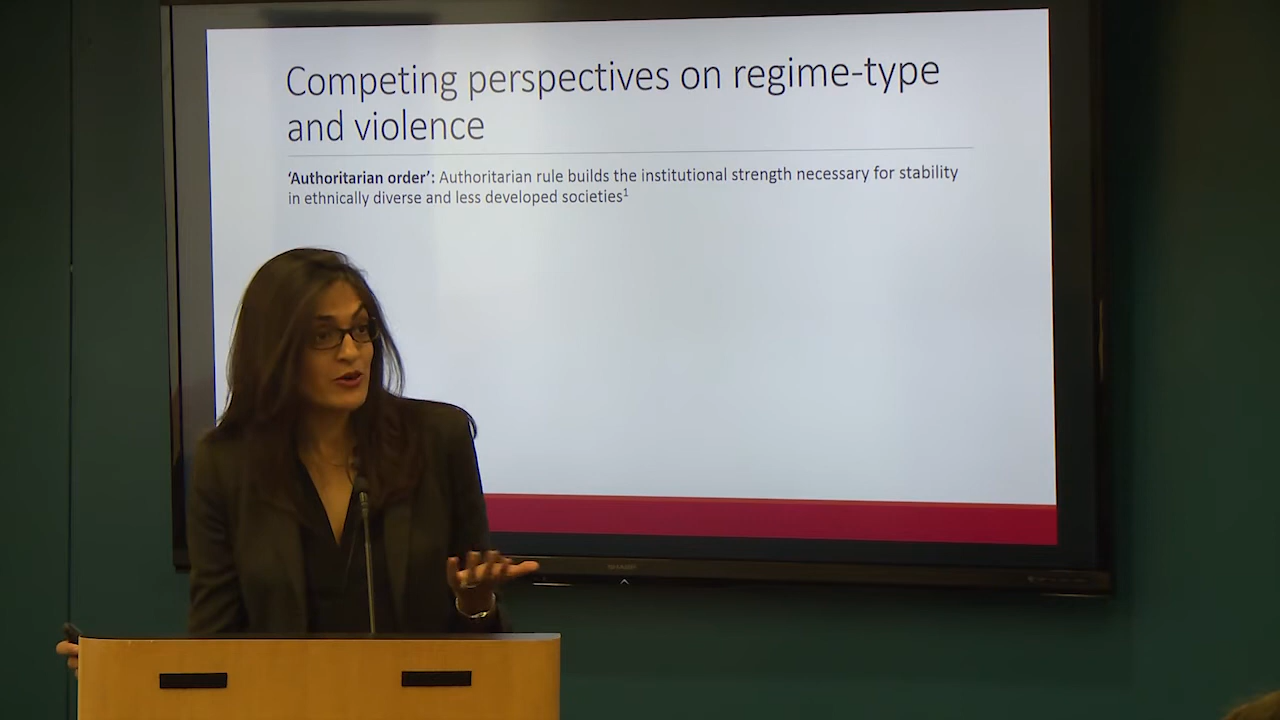 Competing perspectives on regime-type
and violence
‘Authoritarian order’: Authoritarian rule builds the institutional strength necessary for stability
in ethnically diverse and less developed societies¹
SHARP